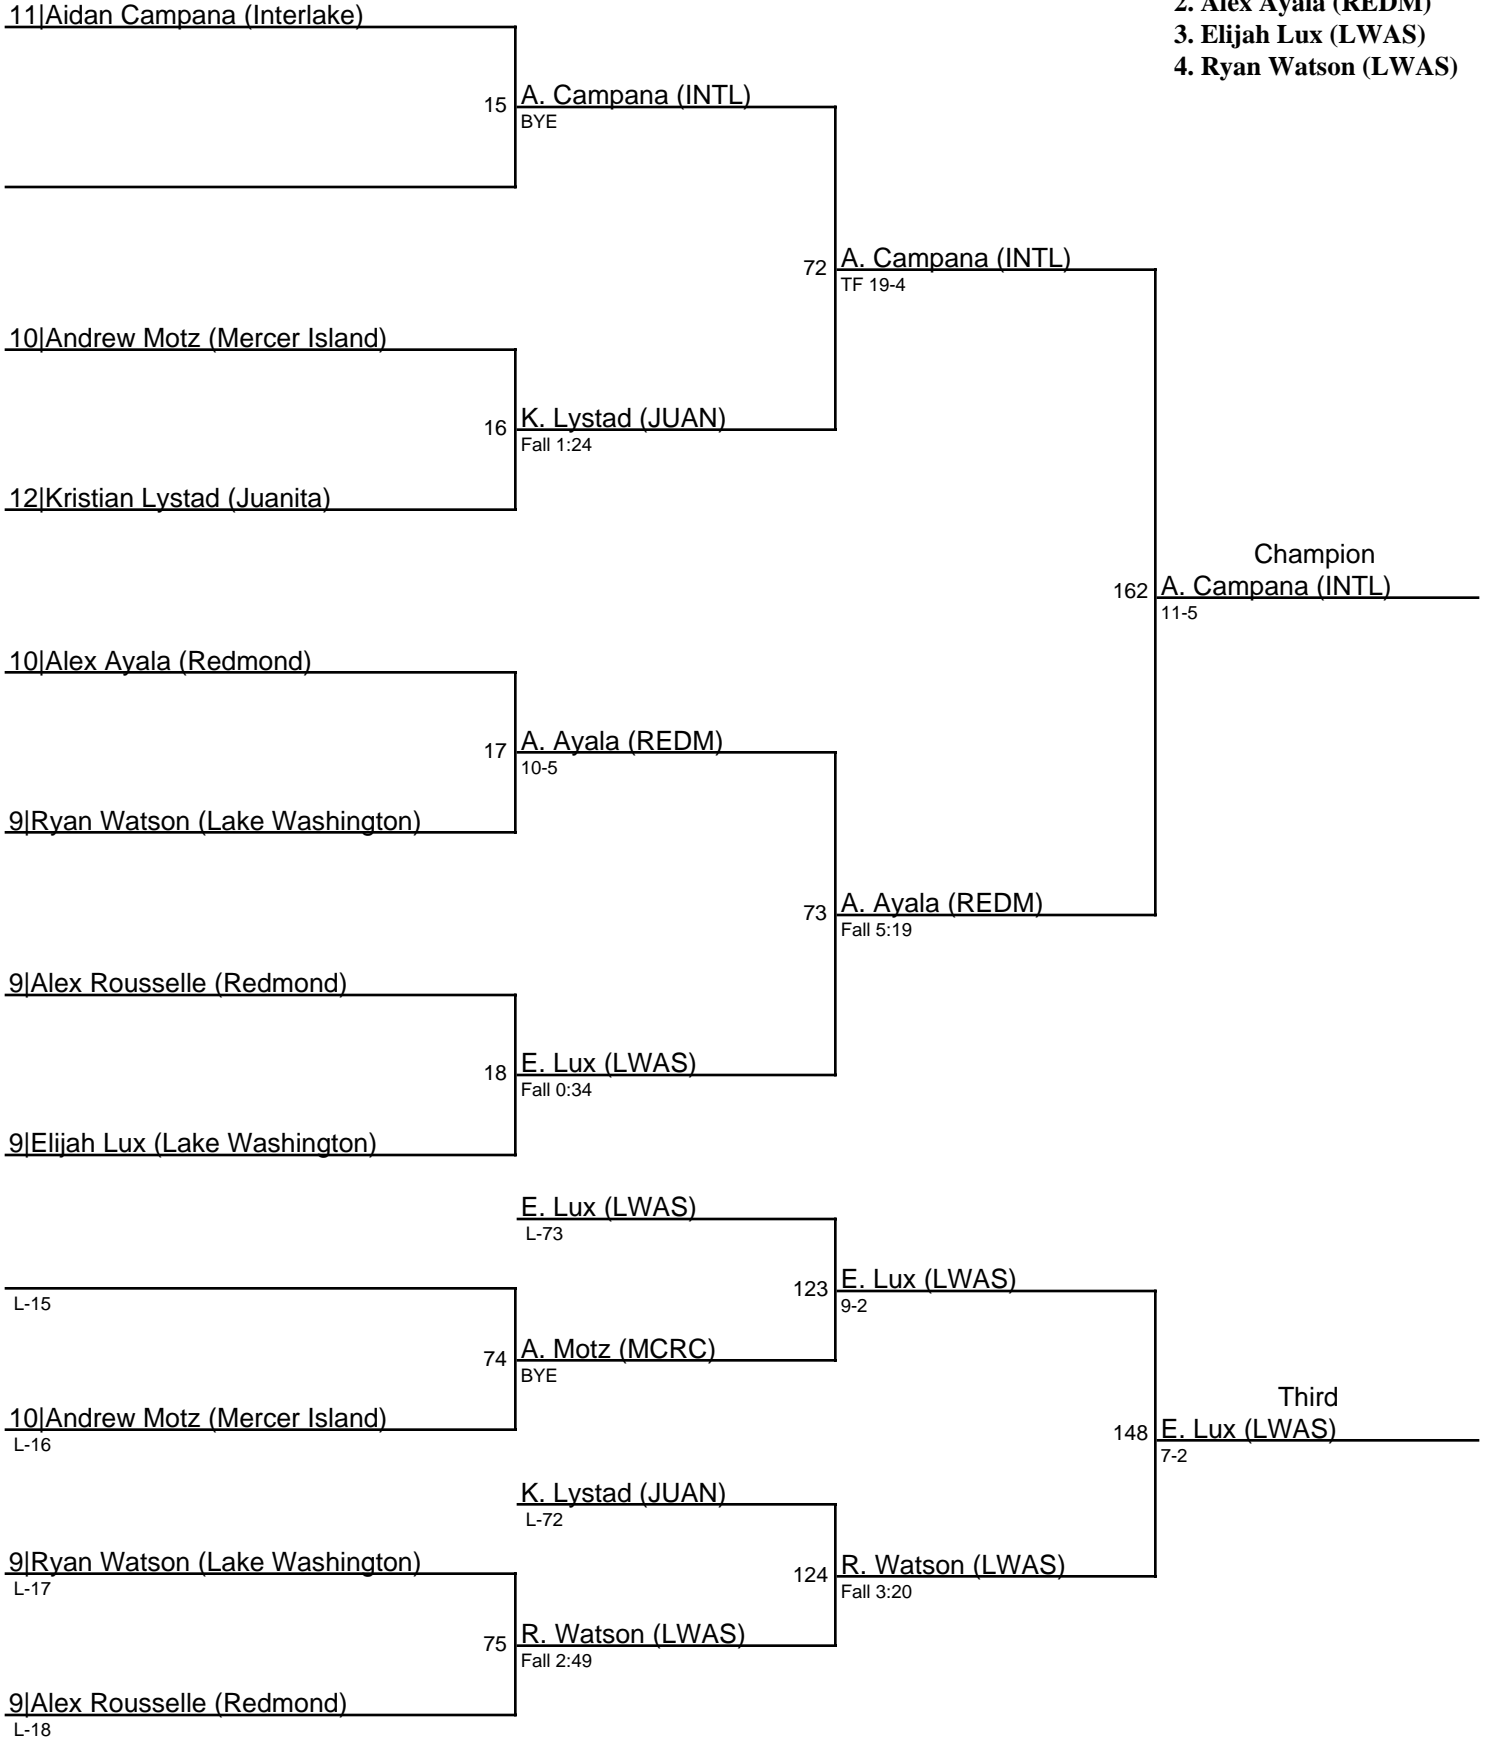 11|Aidan Campana (Interlake)
2. Alex Ayala (REDM)
3. Elijah Lux (LWAS)
4. Ryan Watson (LWAS)
15 A. Campana (INTL)
BYE
72 A. Campana (INTL)
TF 19-4
10|Andrew Motz (Mercer Island)
16 K. Lystad (JUAN)
Fall 1:24
12|Kristian Lystad (Juanita)
Champion
162 A. Campana (INTL)
11-5
10|Alex Ayala (Redmond)
17 A. Ayala (REDM)
10-5
9|Ryan Watson (Lake Washington)
73 A. Ayala (REDM)
Fall 5:19
9|Alex Rousselle (Redmond)
18 E. Lux (LWAS)
Fall 0:34
9|Elijah Lux (Lake Washington)
E. Lux (LWAS)
L-73
123 E. Lux (LWAS)
9-2
L-15
74 A. Motz (MCRC)
BYE
10|Andrew Motz (Mercer Island)
L-16
Third
148 E. Lux (LWAS)
7-2
K. Lystad (JUAN)
L-72
9|Ryan Watson (Lake Washington)
L-17
124 R. Watson (LWAS)
Fall 3:20
75 R. Watson (LWAS)
Fall 2:49
9|Alex Rousselle (Redmond)
L-18